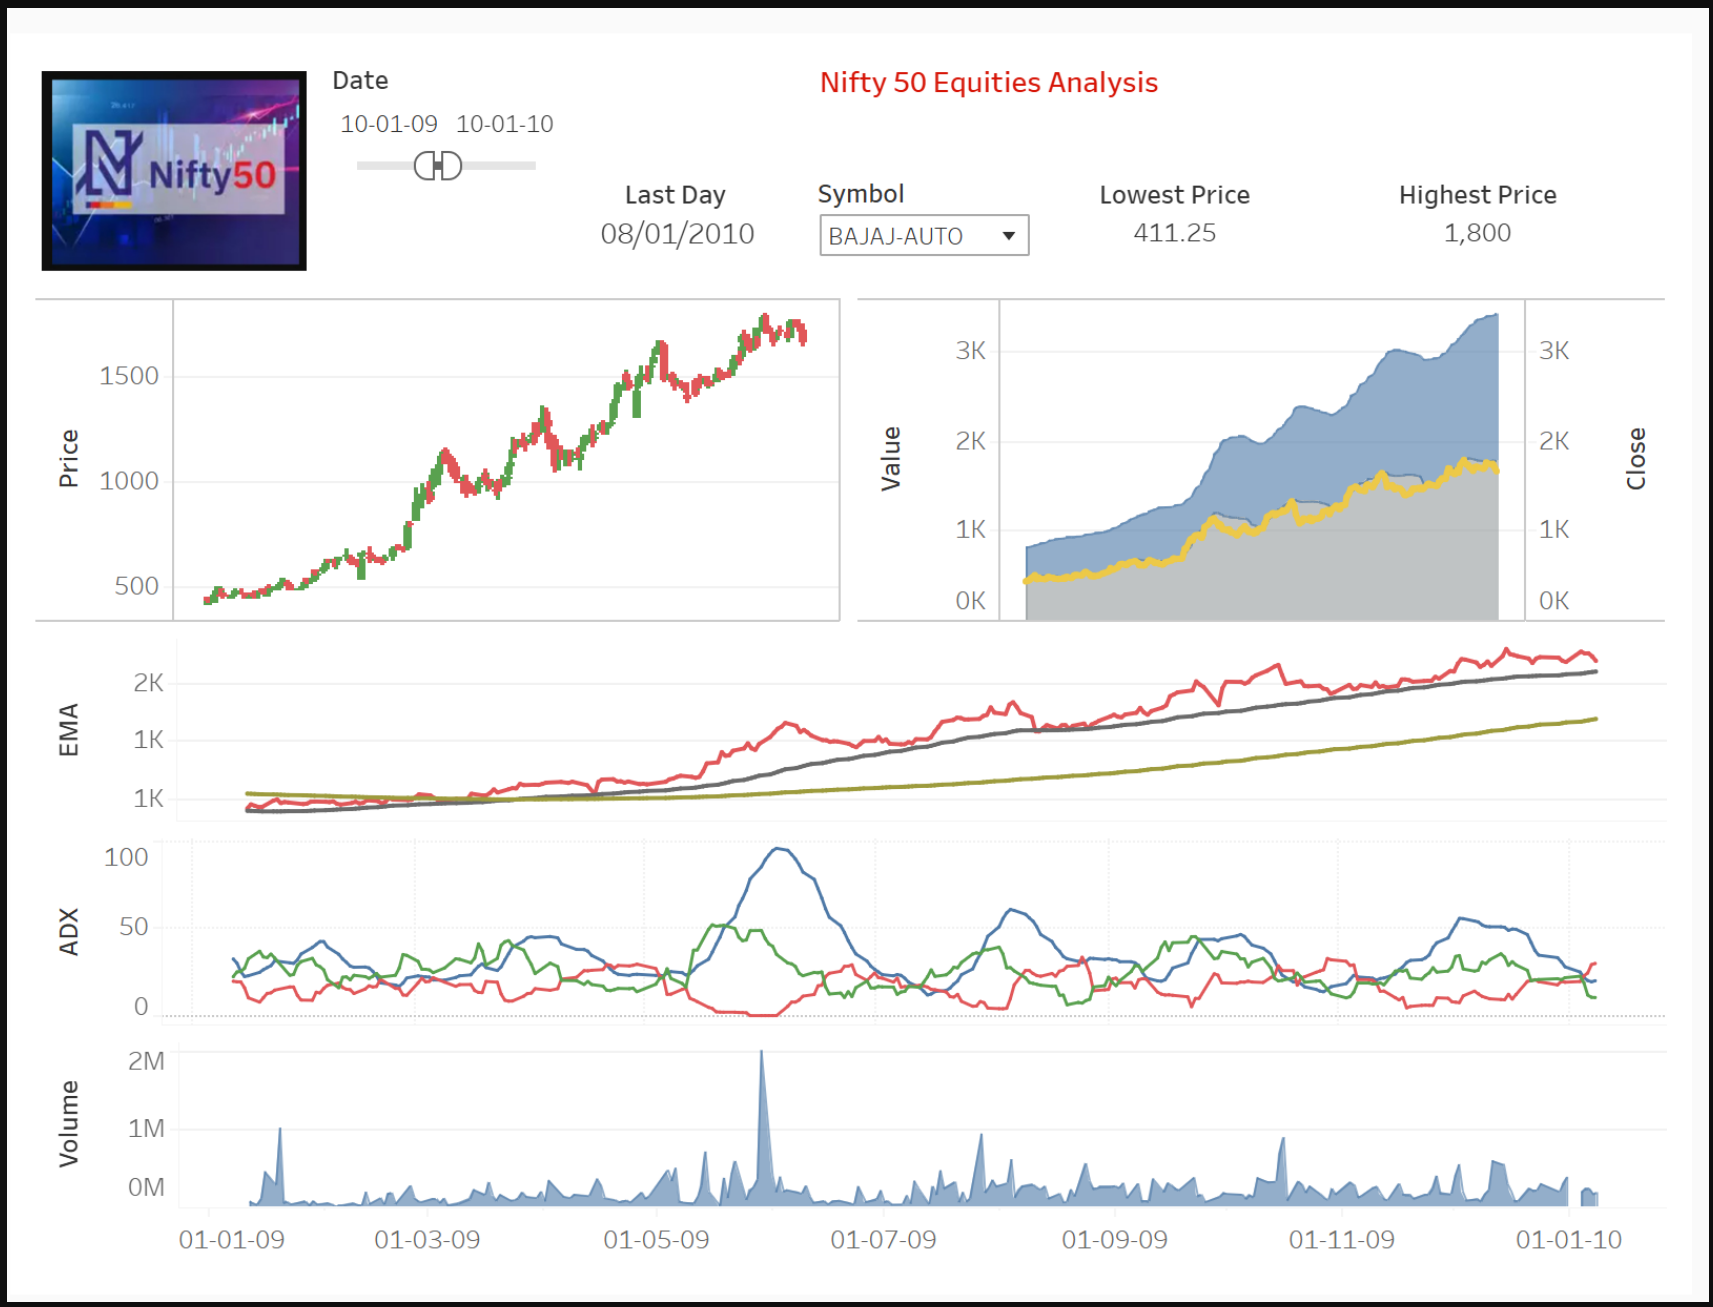 Nifty50
Date
10-01-09 10-01-10
Nifty 50 Equities Analysis
Last Day
08/01/2010
Symbol
BAJAJ-AUTO
Lowest Price
411.25
Highest Price
1,800
Price
1500
1000
500
Value
3K
2K
1K
0K
3K
2K
1K
0K
Close
EMA
2K
1K
1K
ADX
100
50
0
Volume
2M
1M
0M
01-01-09 01-03-09 01-05-09 01-07-09 01-09-09 01-11-09 01-01-10